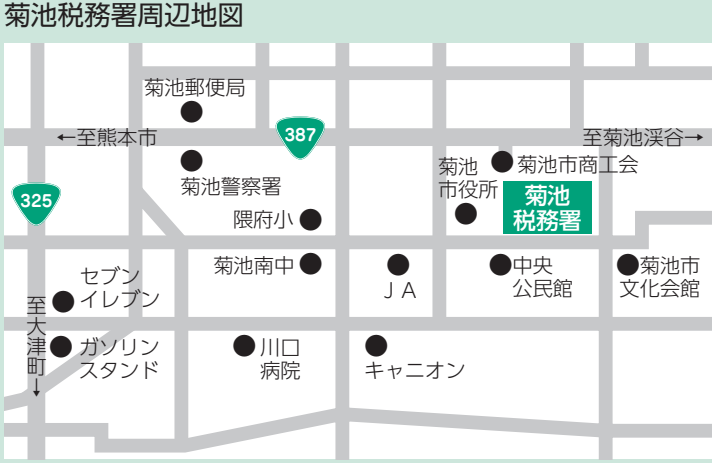 菊池税務署周辺地図
菊池郵便局
387
←至熊本市
至菊池渓谷→
菊池警察署
菊池
市役所
菊池市商工会
菊池
税務署
325
隈府小
菊池南中
JA
中央
公民館
菊池市
文化会館
セブン
イレブン
至大津町→
ガソリン
スタンド
川口
病院
キャニオン